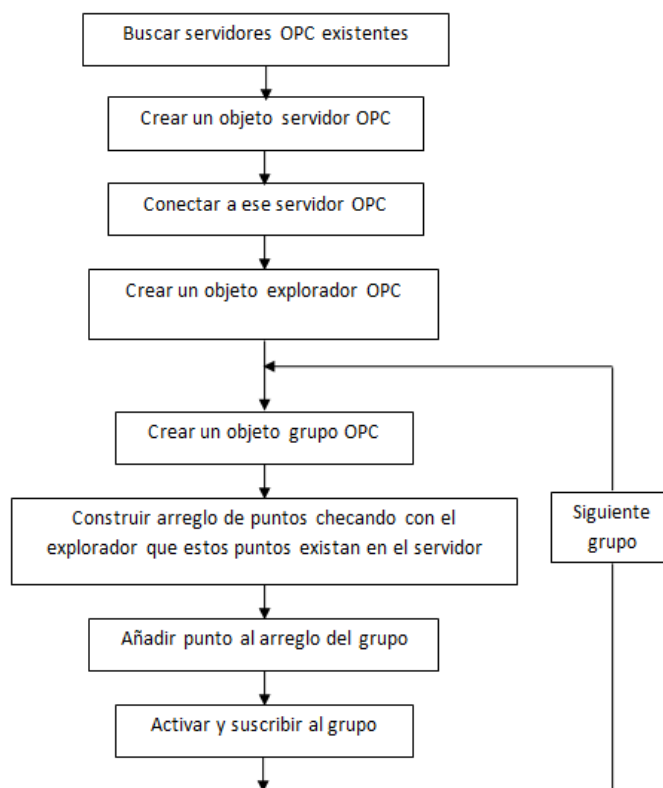 Buscar servidores OPC existentes
Crear un objeto servidor OPC
Conectar a ese servidor OPC
Crear un objeto explorador OPC
Crear un objeto grupo OPC
Construir arreglo de puntos checando con el
explorador que estos puntos existan en el servidor
Siguiente
grupo
Añadir punto al arreglo del grupo
Activar y suscribir al grupo